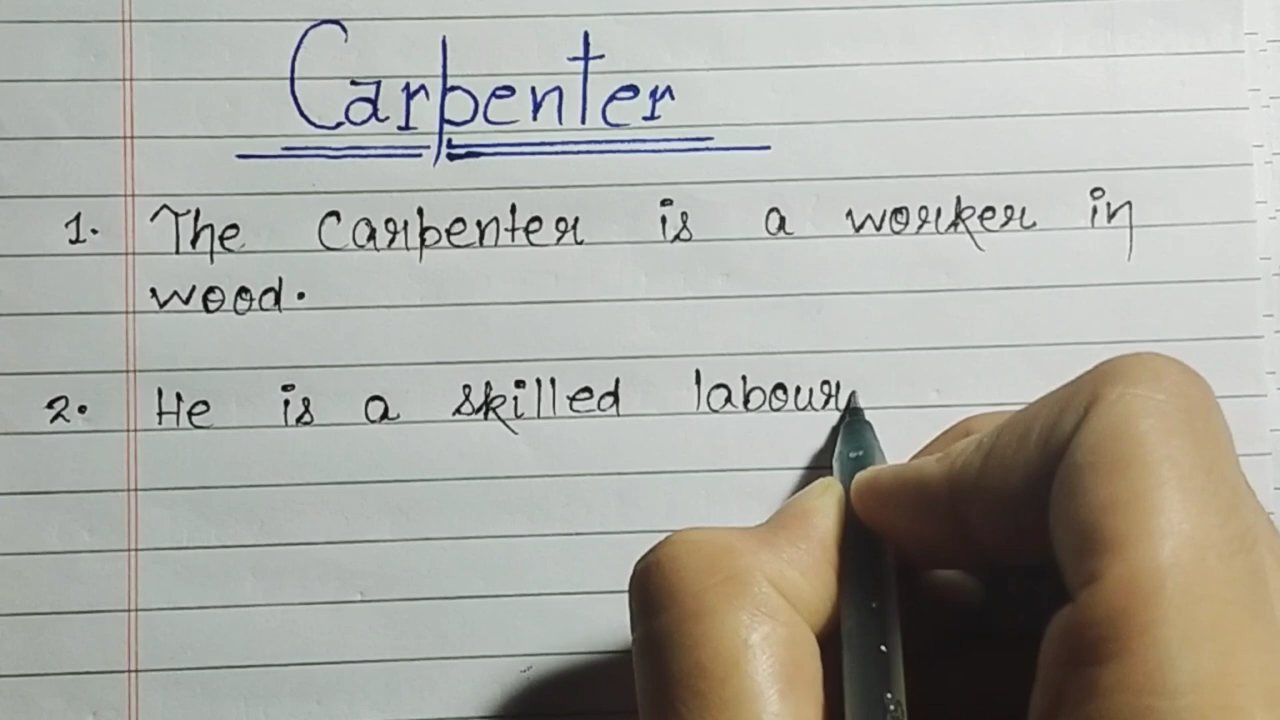 Carpenter
1. The carpenter is a worker in
wood.
2. He is a skilled labour